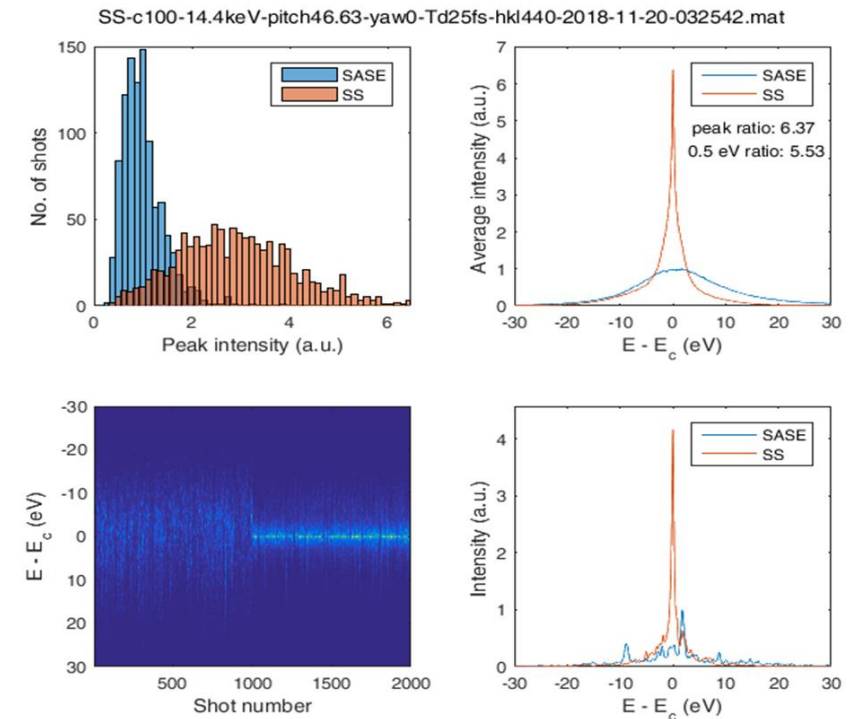 SS-c100-14.4keV-pitch46.63-yaw0-Td25fs-hkl440-2018-11-20-032542.mat
150
100
50
0
No. of shots
SASE
SS
0 2 4 6
Peak intensity (a.u.)
7
6
5
4
3
2
1
0
Average intensity (a.u.)
SASE
SS
peak ratio: 6.37
0.5 eV ratio: 5.53
-30 -20 -10 0 10 20 30
E - Ec (eV)
-30
-20
-10
0
10
20
30
E - Ec (eV)
500 1000 1500 2000
Shot number
4
3
2
1
0
Intensity (a.u.)
SASE
SS
-30 -20 -10 0 10 20 30
E - Ec (eV)